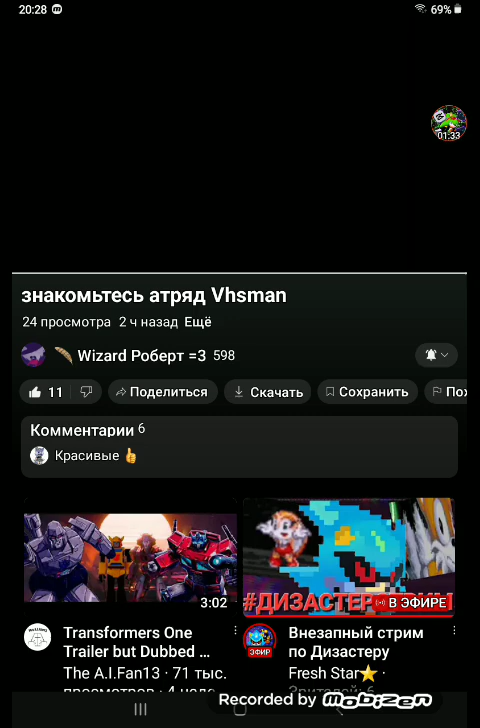 20:28
69%
01:33
знакомьтесь атряд Vhsman
24 просмотра 2 ч назад Ещё
Wizard Роберт =3 598
11 Поделиться Скачать Сохранить
Комментарии 6
Красивые
3:02
#ДИЗАСТЕР
В ЭФИРЕ
Transformers One
Trailer but Dubbed ...
The A.I.Fan13 · 71 тыс.
ЭФИР
Внезапный стрим
по Дизастеру
Fresh Star ·
Recorded by Mobizen